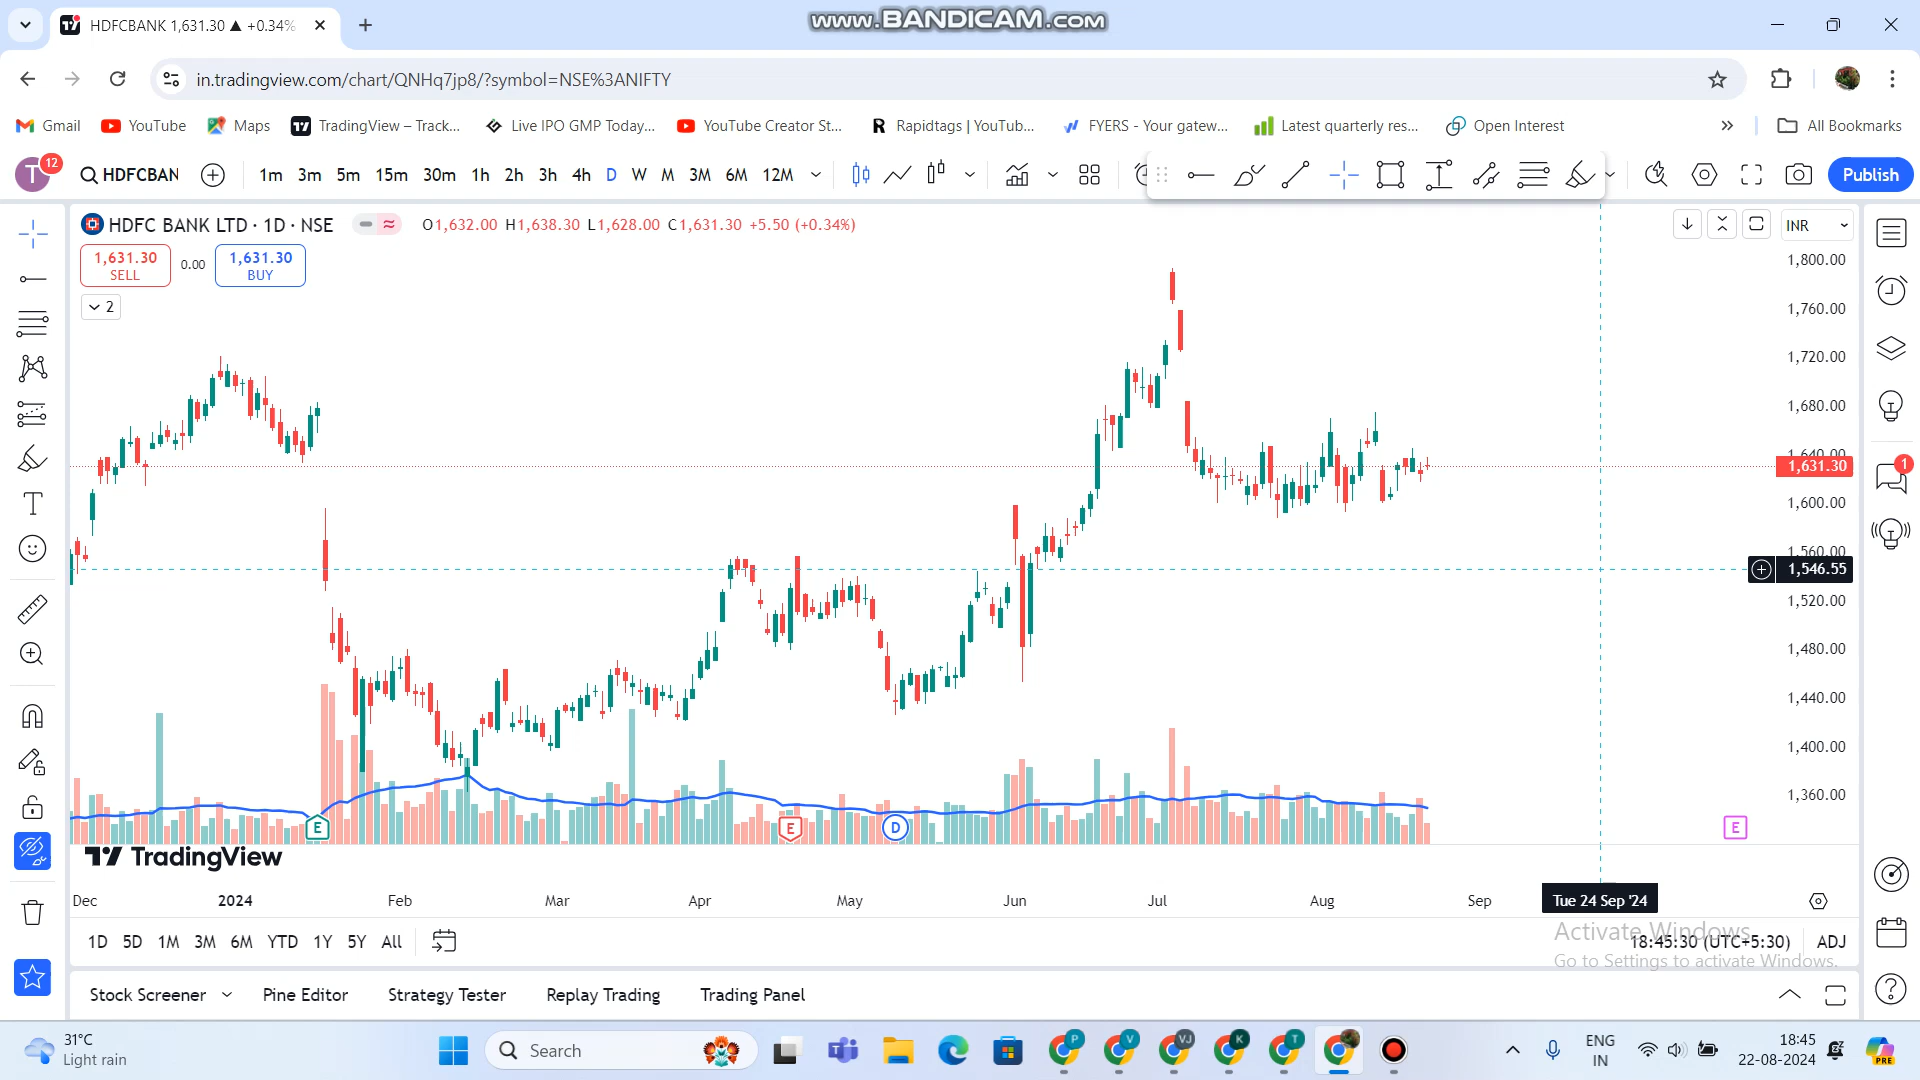 HDFCBANK 1,631.30 ▲ +0.34%
www.BANDICAM.com
in.tradingview.com/chart/QNHq7jp8/?symbol=NSE%3ANIFTY
Gmail YouTube Maps TradingView – Track... Live IPO GMP Today... YouTube Creator St... Rapidtags | YouTub... FYERS - Your gatew... Latest quarterly res... Open Interest » All Bookmarks
T 12 HDFCBAN 1m 3m 5m 15m 30m 1h 2h 3h 4h D W M 3M 6M 12M Publish
HDFC BANK LTD · 1D · NSE O1,632.00 H1,638.30 L1,628.00 C1,631.30 +5.50 (+0.34%) INR
1,631.30 0.00 1,631.30
SELL BUY
2
1,800.00
1,760.00
1,720.00
1,680.00
1,640.00
1,631.30
1,600.00
1,560.00
1,546.55
1,520.00
1,480.00
1,440.00
1,400.00
1,360.00
1
T
E E D E
TradingView
Dec 2024 Feb Mar Apr May Jun Jul Aug Sep Tue 24 Sep '24
1D 5D 1M 3M 6M YTD 1Y 5Y All 18:45:30 (UTC+5:30) ADJ
Activate Windows
Go to Settings to activate Windows.
Stock Screener Pine Editor Strategy Tester Replay Trading Trading Panel
31°C
Light rain
Search
P V VJ K T
ENG
IN
18:45
22-08-2024
PRE